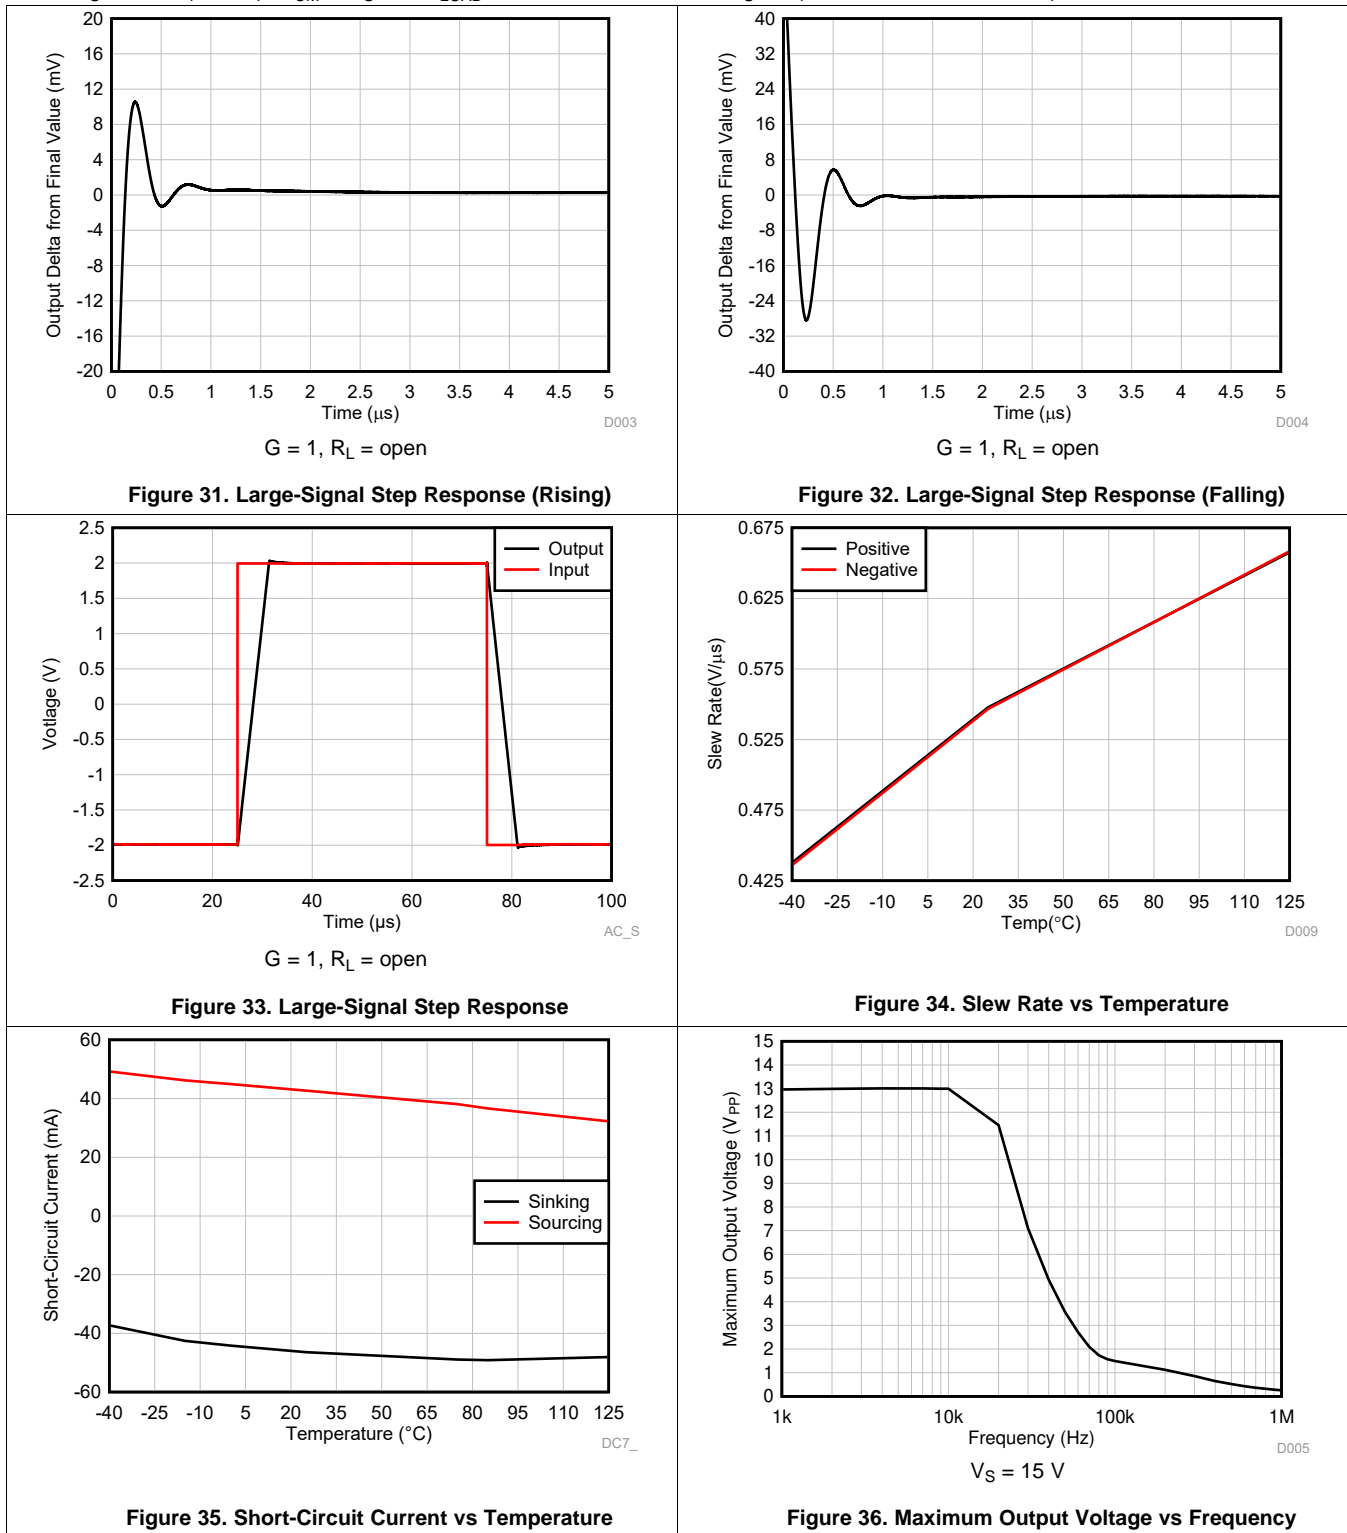 20
16
12
8
4
0
-4
-8
-12
-16
-20
Output Delta from Final Value (mV)
0 0.5 1 1.5 2 2.5 3 3.5 4 4.5 5
Time (μs)
D003
G = 1, RL = open
Figure 31. Large-Signal Step Response (Rising)
40
32
24
16
8
0
-8
-16
-24
-32
-40
Output Delta from Final Value (mV)
0 0.5 1 1.5 2 2.5 3 3.5 4 4.5 5
Time (μs)
D004
G = 1, RL = open
Figure 32. Large-Signal Step Response (Falling)
2.5
2
1.5
1
0.5
0
-0.5
-1
-1.5
-2
-2.5
Votlage (V)
Output
Input
0 20 40 60 80 100
Time (μs)
AC_S
G = 1, RL = open
Figure 33. Large-Signal Step Response
0.675
0.625
0.575
0.525
0.475
0.425
Slew Rate(V/μs)
Positive
Negative
-40 -25 -10 5 20 35 50 65 80 95 110 125
Temp(°C)
D009
Figure 34. Slew Rate vs Temperature
60
40
20
0
-20
-40
-60
Short-Circuit Current (mA)
Sinking
Sourcing
-40 -25 -10 5 20 35 50 65 80 95 110 125
Temperature (°C)
DC7_
Figure 35. Short-Circuit Current vs Temperature
15
14
13
12
11
10
9
8
7
6
5
4
3
2
1
0
Maximum Output Voltage (VPP)
1k 10k 100k 1M
Frequency (Hz)
D005
VS = 15 V
Figure 36. Maximum Output Voltage vs Frequency